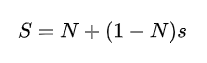 S = N + (1 − N)s